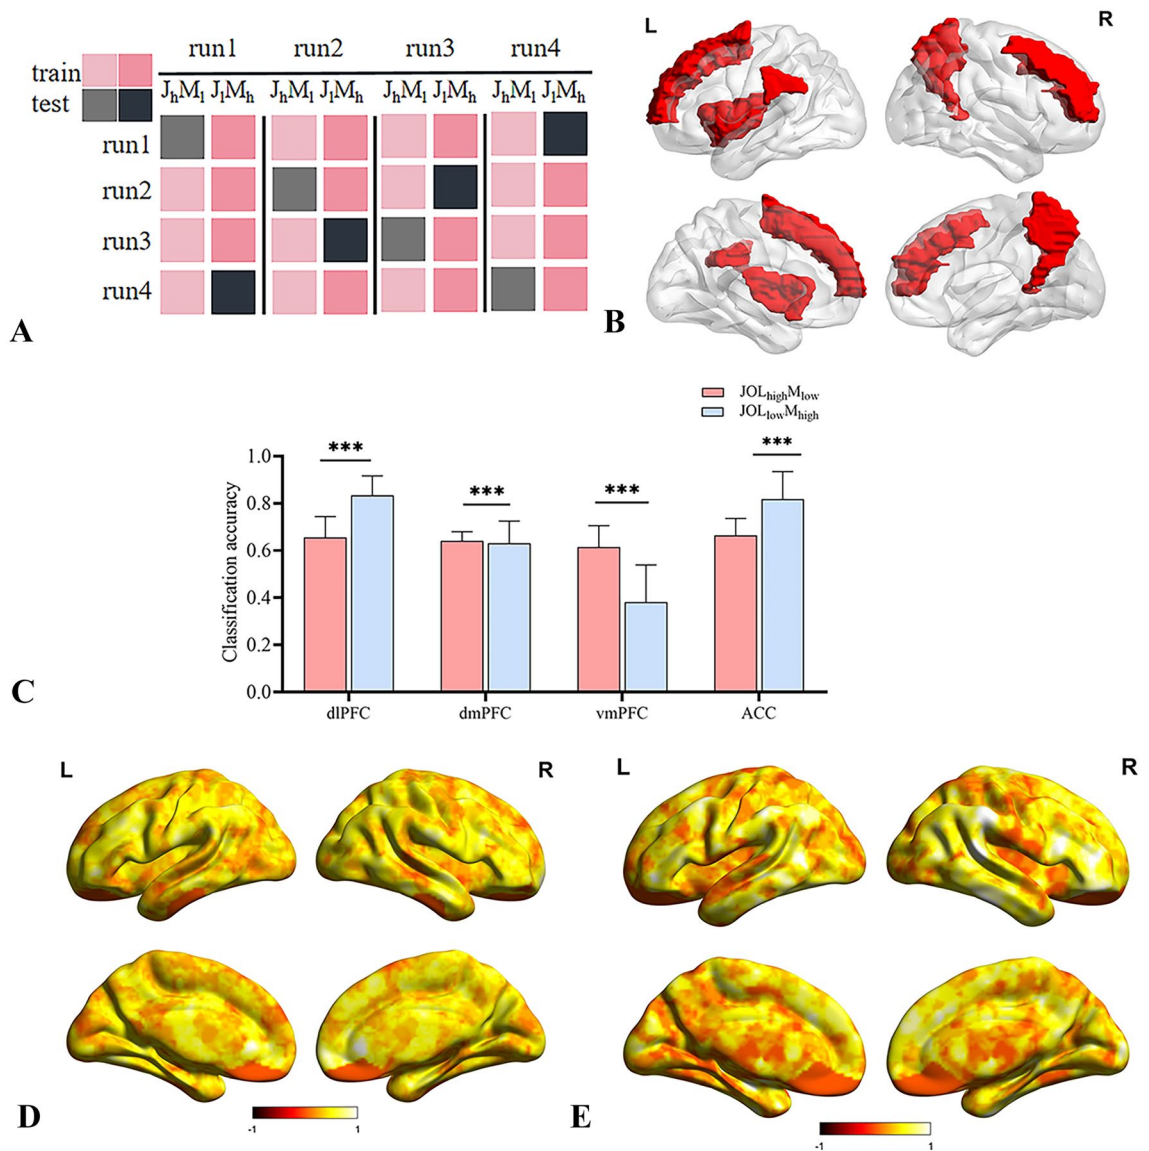 run1 run2 run3 run4
train
test
JhMl JlMh JhMl JlMh JhMl JlMh JhMl JlMh
run1
run2
run3
run4
A
L R
B
JOLhighMlow
JOLlowMhigh
*** *** *** ***
Classification accuracy
1.0
0.8
0.6
0.4
0.2
0.0
dlPFC dmPFC vmPFC ACC
C
L R
-1 1
D
L R
-1 1
E